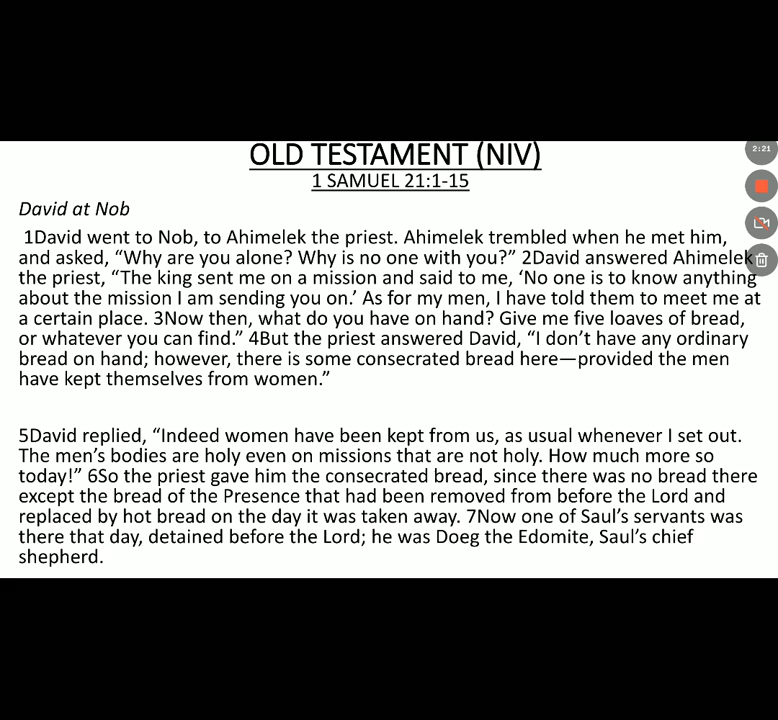 OLD TESTAMENT (NIV)
2:21
1 SAMUEL 21:1-15
David at Nob
1David went to Nob, to Ahimelek the priest. Ahimelek trembled when he met him,
and asked, “Why are you alone? Why is no one with you?” 2David answered Ahimelek
the priest, “The king sent me on a mission and said to me, ‘No one is to know anything
about the mission I am sending you on.’ As for my men, I have told them to meet me at
a certain place. 3Now then, what do you have on hand? Give me five loaves of bread,
or whatever you can find.” 4But the priest answered David, “I don’t have any ordinary
bread on hand; however, there is some consecrated bread here—provided the men
have kept themselves from women.”
5David replied, “Indeed women have been kept from us, as usual whenever I set out.
The men’s bodies are holy even on missions that are not holy. How much more so
today!” 6So the priest gave him the consecrated bread, since there was no bread there
except the bread of the Presence that had been removed from before the Lord and
replaced by hot bread on the day it was taken away. 7Now one of Saul’s servants was
there that day, detained before the Lord; he was Doeg the Edomite, Saul’s chief
shepherd.